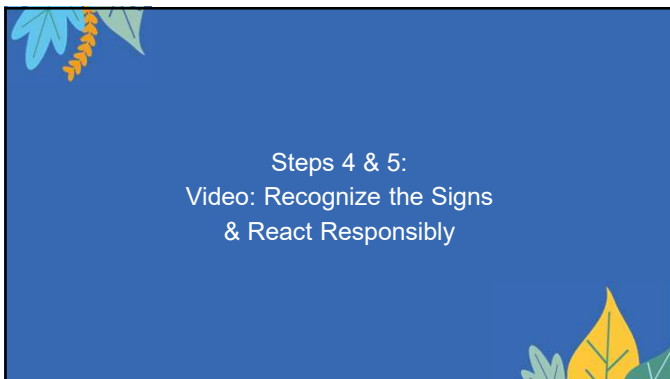 Steps 4 & 5:
Video: Recognize the Signs
& React Responsibly